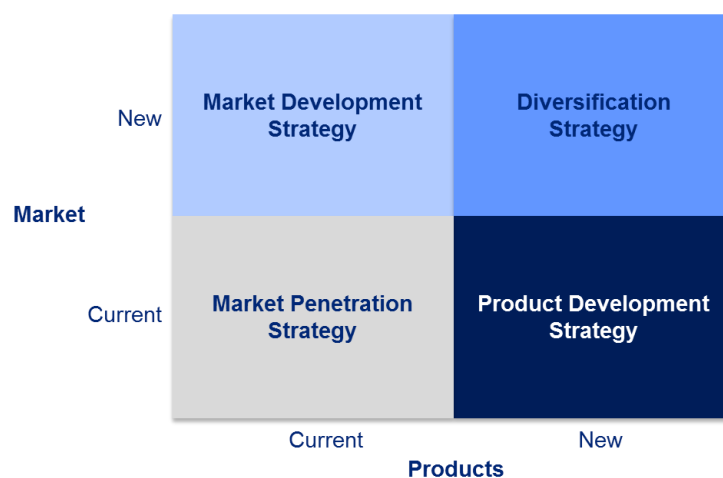 Market Development
Strategy
Diversification
Strategy
New
Market
Market Penetration
Strategy
Product Development
Strategy
Current
Current
New
Products